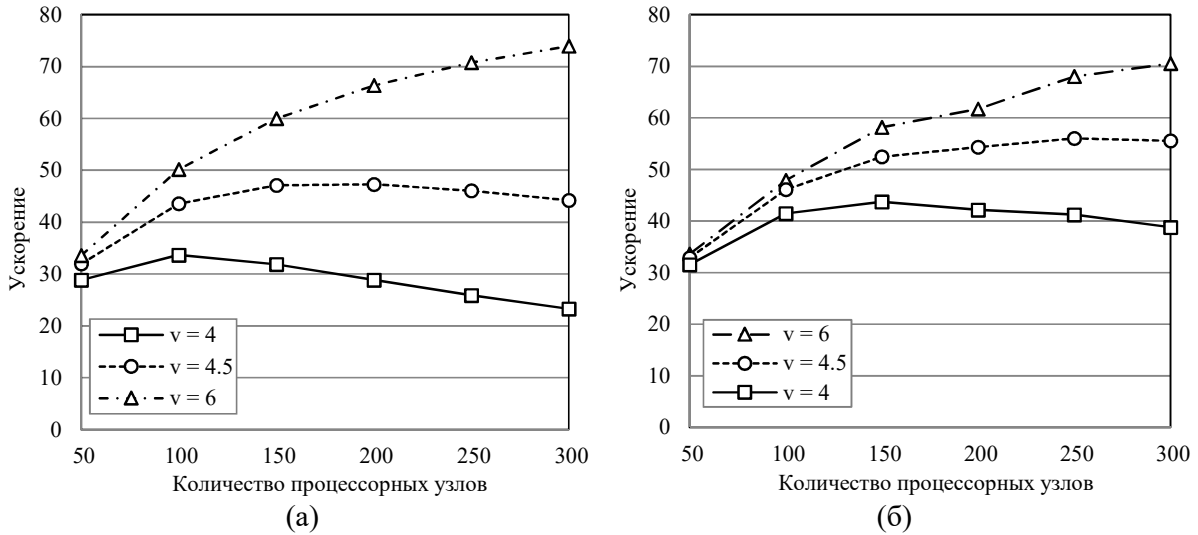 80
70
60
50
40
30
20
10
0
Ускорение
v = 4
v = 4.5
v = 6
50 100 150 200 250 300
Количество процессорных узлов
(а)
80
70
60
50
40
30
20
10
0
Ускорение
v = 6
v = 4.5
v = 4
50 100 150 200 250 300
Количество процессорных узлов
(б)